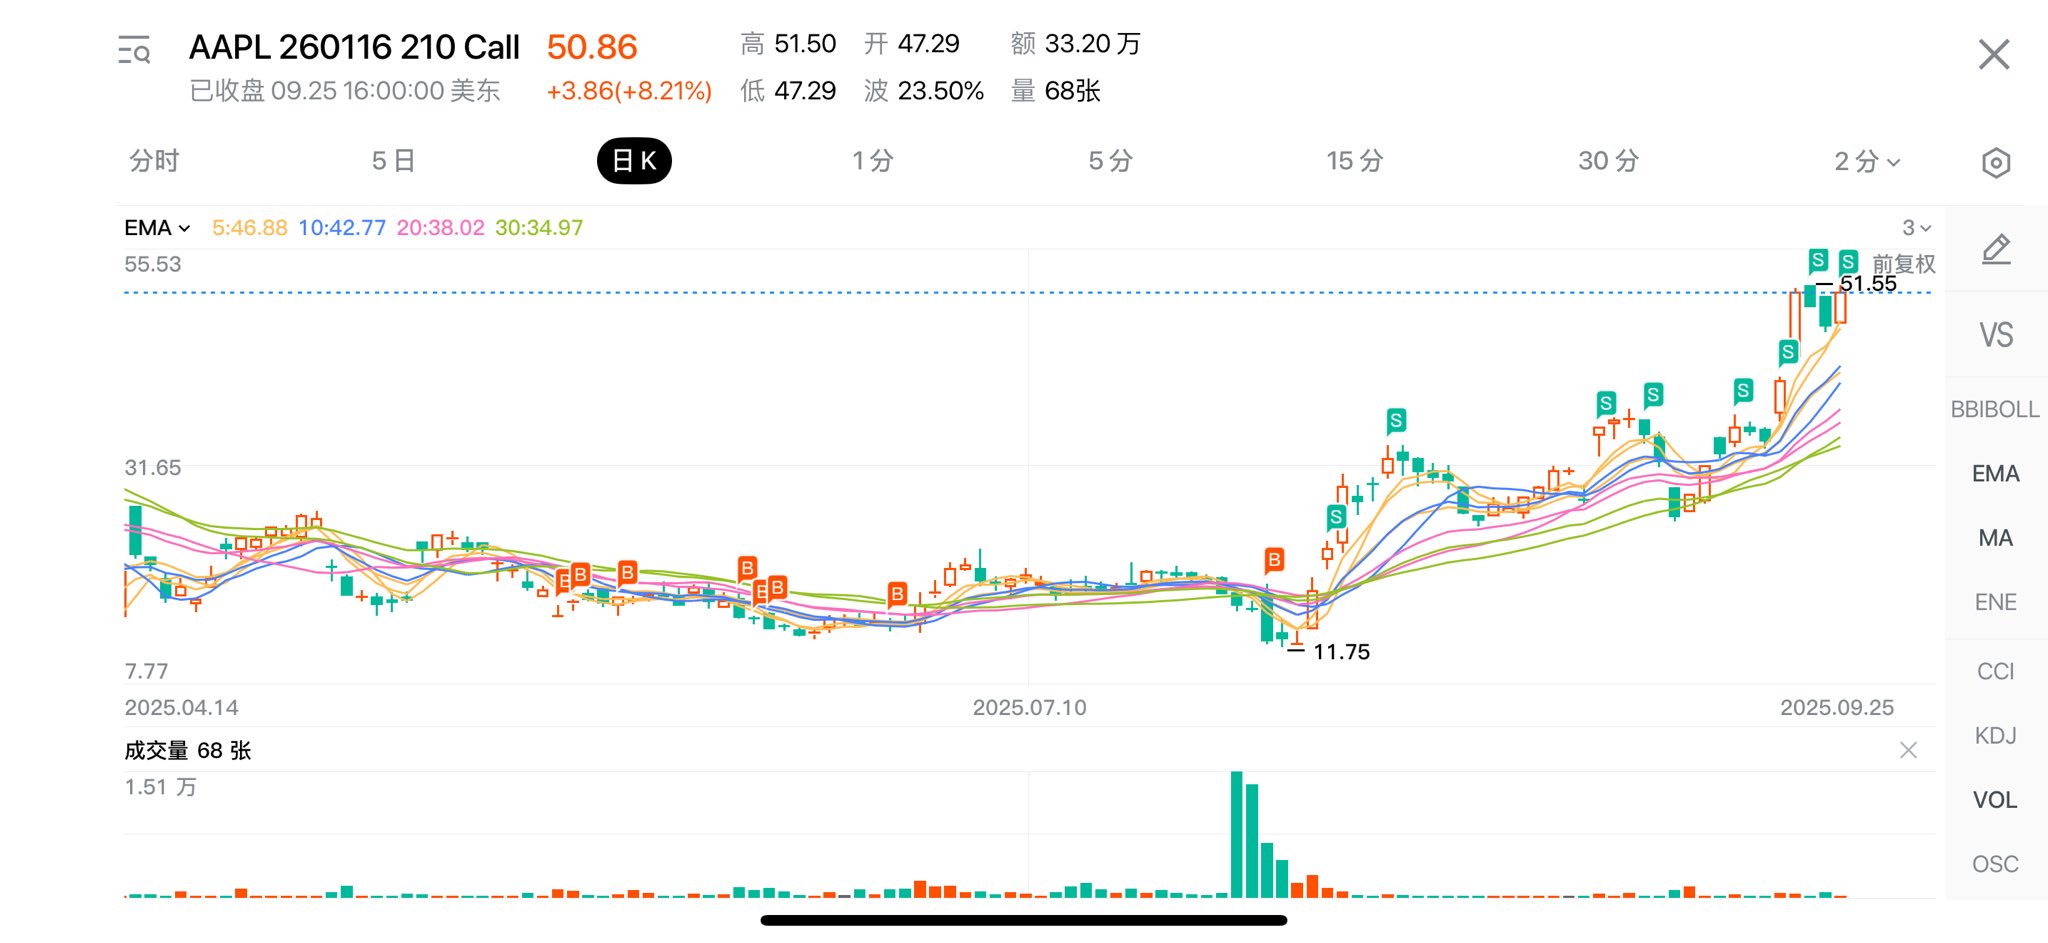 AAPL 260116 210 Call 50.86 高 51.50 开 47.29 额 33.20 万
已收盘 09.25 16:00:00 美东 +3.86(+8.21%) 低 47.29 波 23.50% 量 68张
分时 5 日 日 K 1 分 5 分 15 分 30 分 2 分
EMA 5:46.88 10:42.77 20:38.02 30:34.97 3
55.53
S S 前复权
51.55
VS
S
S S S S
BBIBOLL
31.65
EMA
S
MA
B
B B B B B B B
ENE
11.75
7.77
CCI
2025.04.14 2025.07.10 2025.09.25
KDJ
成交量 68 张
1.51 万
VOL
OSC